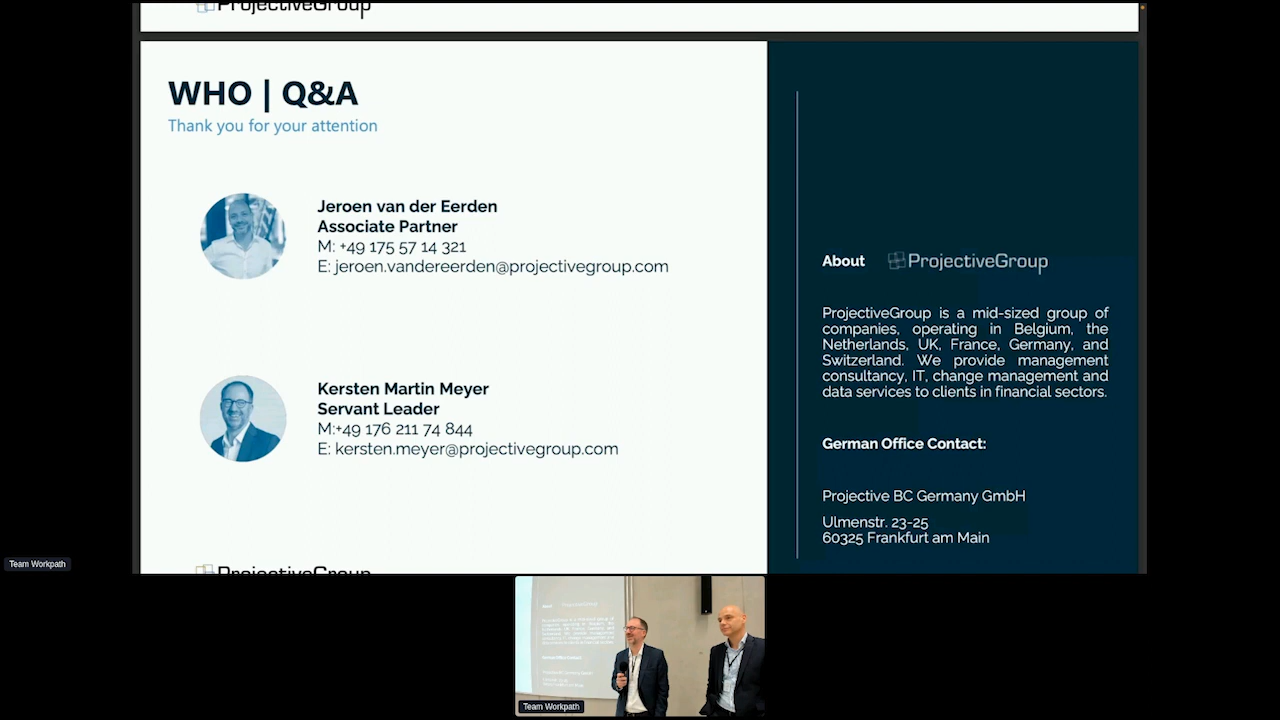 ProjectiveGroup
WHO | Q&A
Thank you for your attention
Jeroen van der Eerden
Associate Partner
M: +49 175 57 14 321
E: jeroen.vandereerden@projectivegroup.com
Kersten Martin Meyer
Servant Leader
M:+49 176 211 74 844
E: kersten.meyer@projectivegroup.com
ProjectiveGroup
About ProjectiveGroup
ProjectiveGroup is a mid-sized group of
companies, operating in Belgium, the
Netherlands, UK, France, Germany, and
Switzerland. We provide management
consultancy, IT, change management and
data services to clients in financial sectors.
German Office Contact:
Projective BC Germany GmbH
Ulmenstr. 23-25
60325 Frankfurt am Main
Team Workpath
Team Workpath